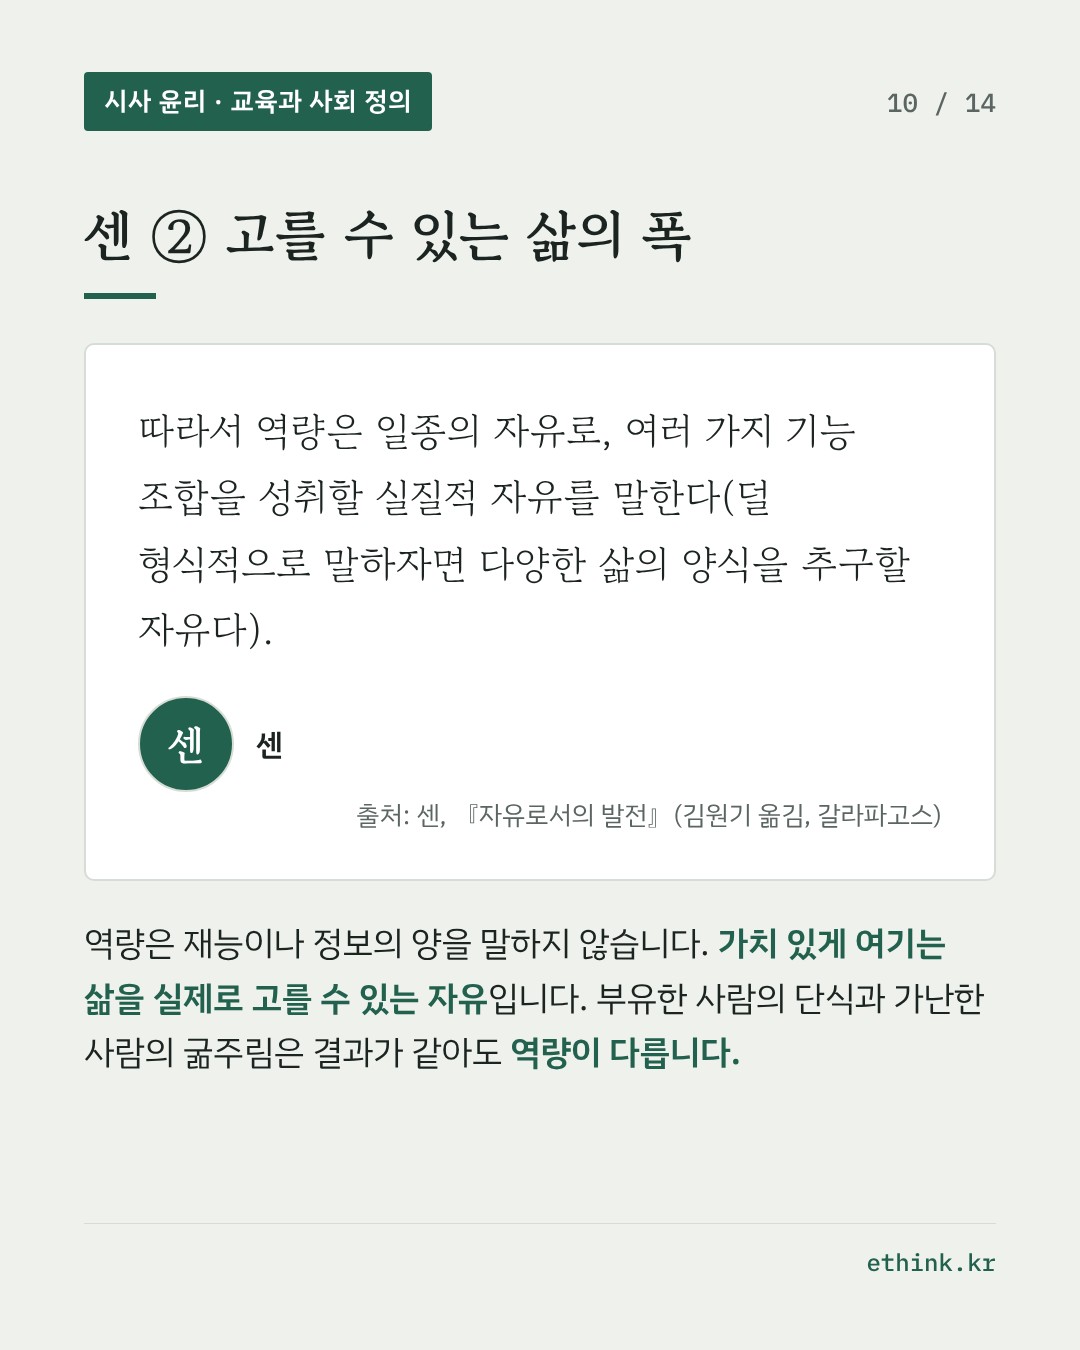 시사 윤리 · 교육과 사회 정의
10 / 14
센 ② 고를 수 있는 삶의 폭
따라서 역량은 일종의 자유로, 여러 가지 기능
조합을 성취할 실질적 자유를 말한다(덜
형식적으로 말하자면 다양한 삶의 양식을 추구할
자유다).
센
센
출처: 센, 『자유로서의 발전』(김원기 옮김, 갈라파고스)
역량은 재능이나 정보의 양을 말하지 않습니다. 가치 있게 여기는
삶을 실제로 고를 수 있는 자유입니다. 부유한 사람의 단식과 가난한
사람의 굶주림은 결과가 같아도 역량이 다릅니다.
ethink.kr